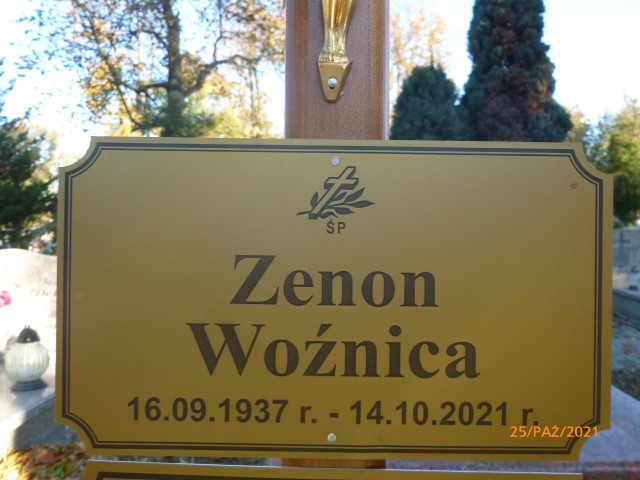 ŚP
Zenon
Woźnica
16.09.1937 r. - 14.10.2021 r.
25/PAŹ/2021